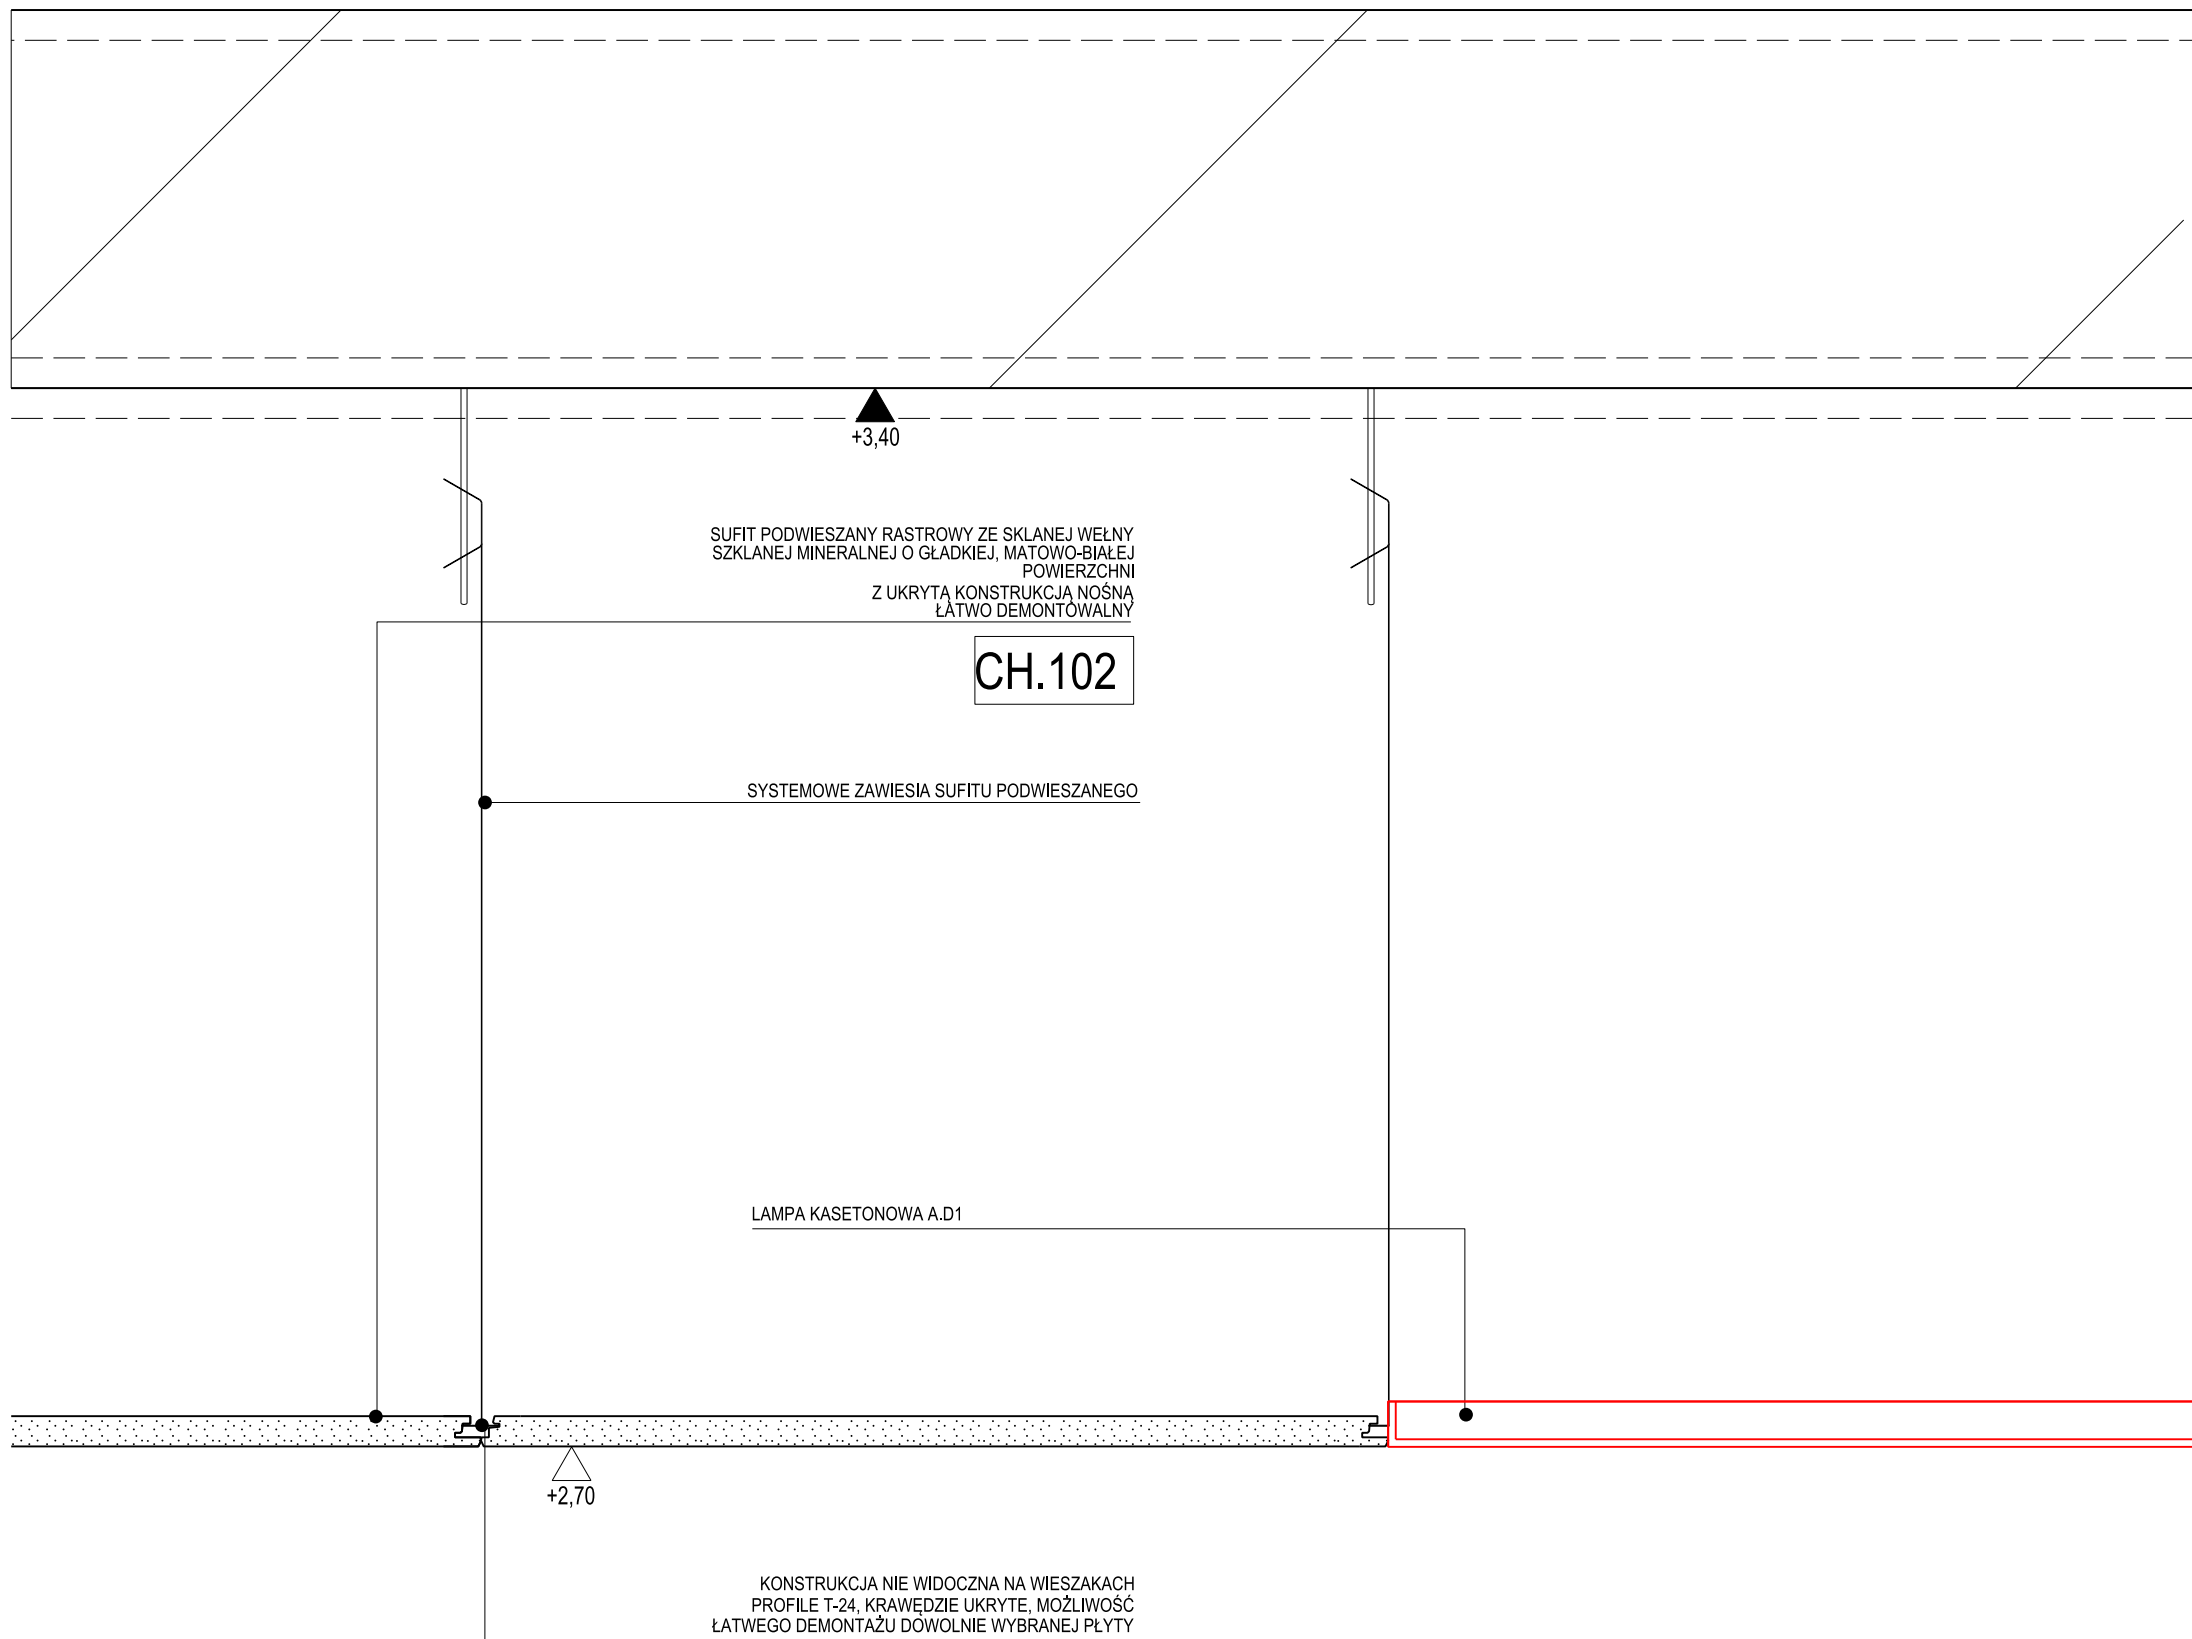 +3,40
SUFIT PODWIESZANY RASTROWY ZE SKLANEJ WEŁNY
SZKLANEJ MINERALNEJ O GŁADKIEJ, MATOWO-BIAŁEJ
POWIERZCHNI
Z UKRYTĄ KONSTRUKCJĄ NOŚNĄ
ŁATWO DEMONTOWALNY
CH.102
SYSTEMOWE ZAWIESIA SUFITU PODWIESZANEGO
LAMPA KASETONOWA A.D1
+2,70
KONSTRUKCJA NIE WIDOCZNA NA WIESZAKACH
PROFILE T-24, KRAWĘDZIE UKRYTE, MOŻLIWOŚĆ
ŁATWEGO DEMONTAŻU DOWOLNIE WYBRANEJ PŁYTY